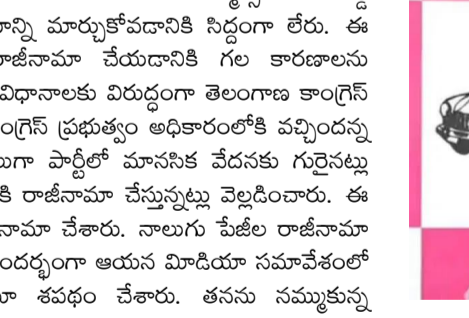 మార్చుకోవడానికి సిద్ధంగా లేరు. ఈ
రాజీనామా చేయడానికి గల కారణాలను
విధానాలకు విరుద్ధంగా తెలంగాణ కాంగ్రెస్
కాంగ్రెస్ ప్రభుత్వం అధికారంలోకి వచ్చిందన్న
పార్టీలో మానసిక వేదనకు గురైనట్లు
కి రాజీనామా చేస్తున్నట్లు వెల్లడించారు. ఈ
నామా చేశారు. నాలుగు పేజీల రాజీనామా
ందర్భంగా ఆయన మీడియా సమావేశంలో
శపథం చేశారు. తనను నమ్ముకున్న